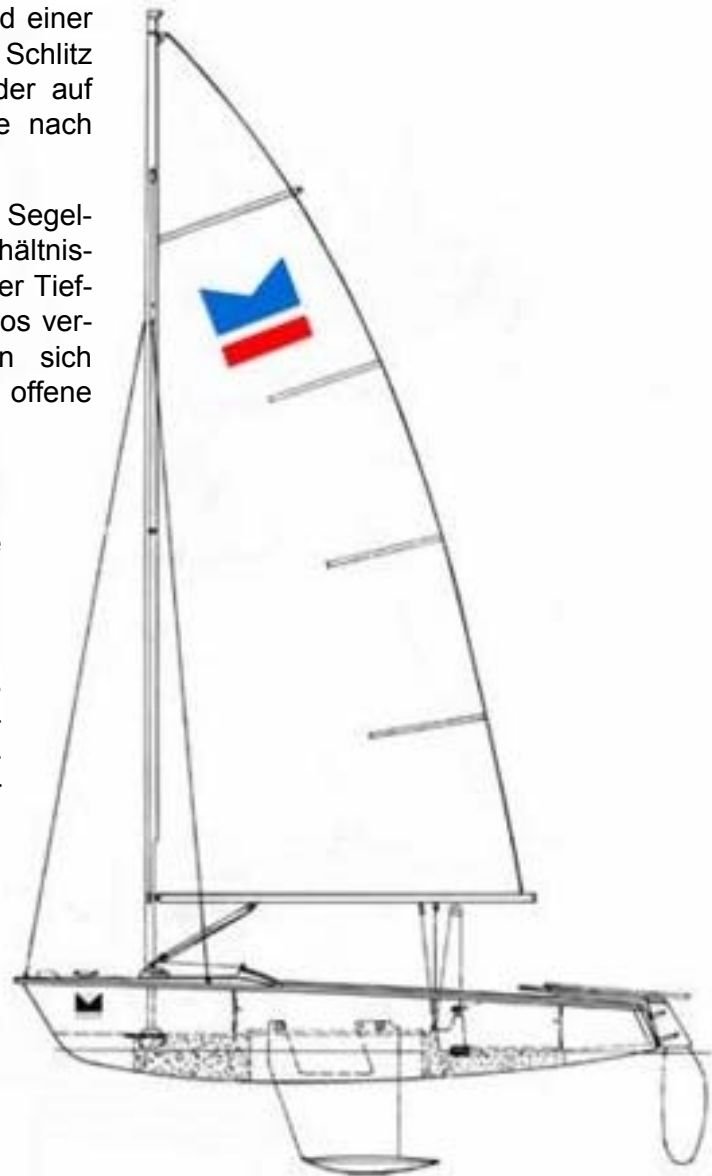 d einer
Schlitz
der auf
e nach
Segel-
hältnis-
er Tief-
os ver-
n sich
offene